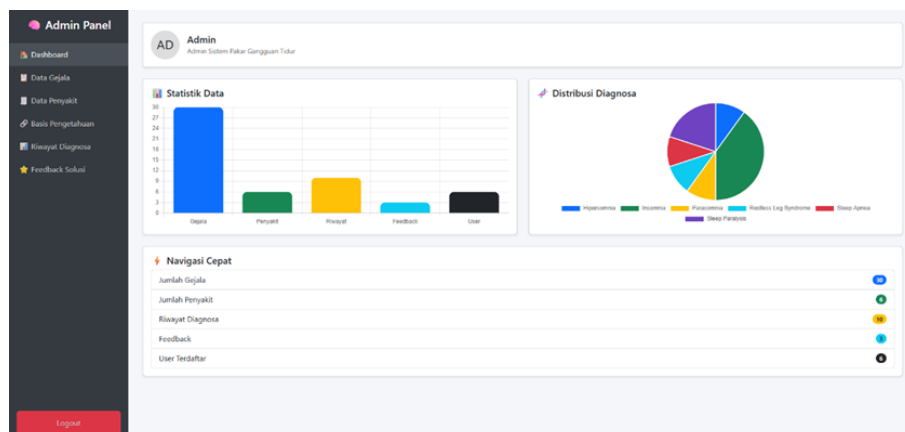 Admin Panel
Dashboard
Data Gejala
Data Penyakit
Basis Pengetahuan
Riwayat Diagnosa
Feedback Solusi
Logout
AD
Admin
Admin Sistem Pakar Gangguan Tidur
Statistik Data
30
27
24
21
18
15
12
9
6
3
0
Gejala Penyakit Riwayat Feedback User
Distribusi Diagnosa
Hipersomnia Insomnia Parasomnia Restless Leg Syndrome Sleep Apnea
Sleep Paralysis
Navigasi Cepat
Jumlah Gejala 30
Jumlah Penyakit 6
Riwayat Diagnosa 10
Feedback 3
User Terdaftar 6